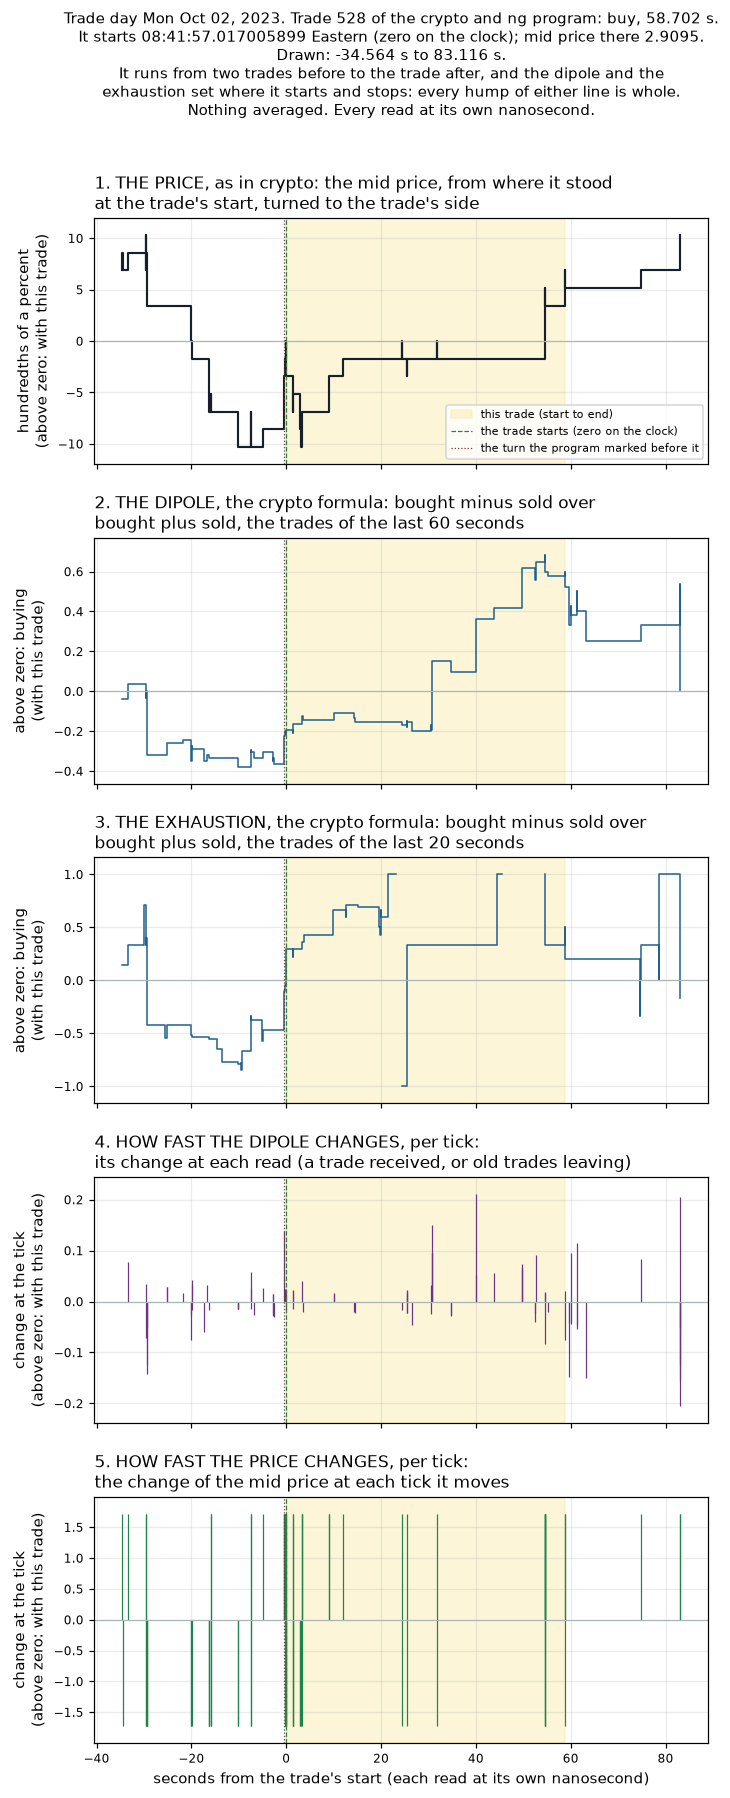 Trade day Mon Oct 02, 2023. Trade 528 of the crypto and ng program: buy, 58.702 s.
It starts 08:41:57.017005899 Eastern (zero on the clock); mid price there 2.9095.
Drawn: -34.564 s to 83.116 s.
It runs from two trades before to the trade after, and the dipole and the
exhaustion set where it starts and stops: every hump of either line is whole.
Nothing averaged. Every read at its own nanosecond.
1. THE PRICE, as in crypto: the mid price, from where it stood
at the trade's start, turned to the trade's side
hundredths of a percent
(above zero: with this trade)
10
5
0
−5
−10
this trade (start to end)
the trade starts (zero on the clock)
the turn the program marked before it
2. THE DIPOLE, the crypto formula: bought minus sold over
bought plus sold, the trades of the last 60 seconds
above zero: buying
(with this trade)
0.6
0.4
0.2
0.0
−0.2
−0.4
3. THE EXHAUSTION, the crypto formula: bought minus sold over
bought plus sold, the trades of the last 20 seconds
above zero: buying
(with this trade)
1.0
0.5
0.0
−0.5
−1.0
4. HOW FAST THE DIPOLE CHANGES, per tick:
its change at each read (a trade received, or old trades leaving)
change at the tick
(above zero: with this trade)
0.2
0.1
0.0
−0.1
−0.2
5. HOW FAST THE PRICE CHANGES, per tick:
the change of the mid price at each tick it moves
change at the tick
(above zero: with this trade)
1.5
1.0
0.5
0.0
−0.5
−1.0
−1.5
−40 −20 0 20 40 60 80
seconds from the trade's start (each read at its own nanosecond)